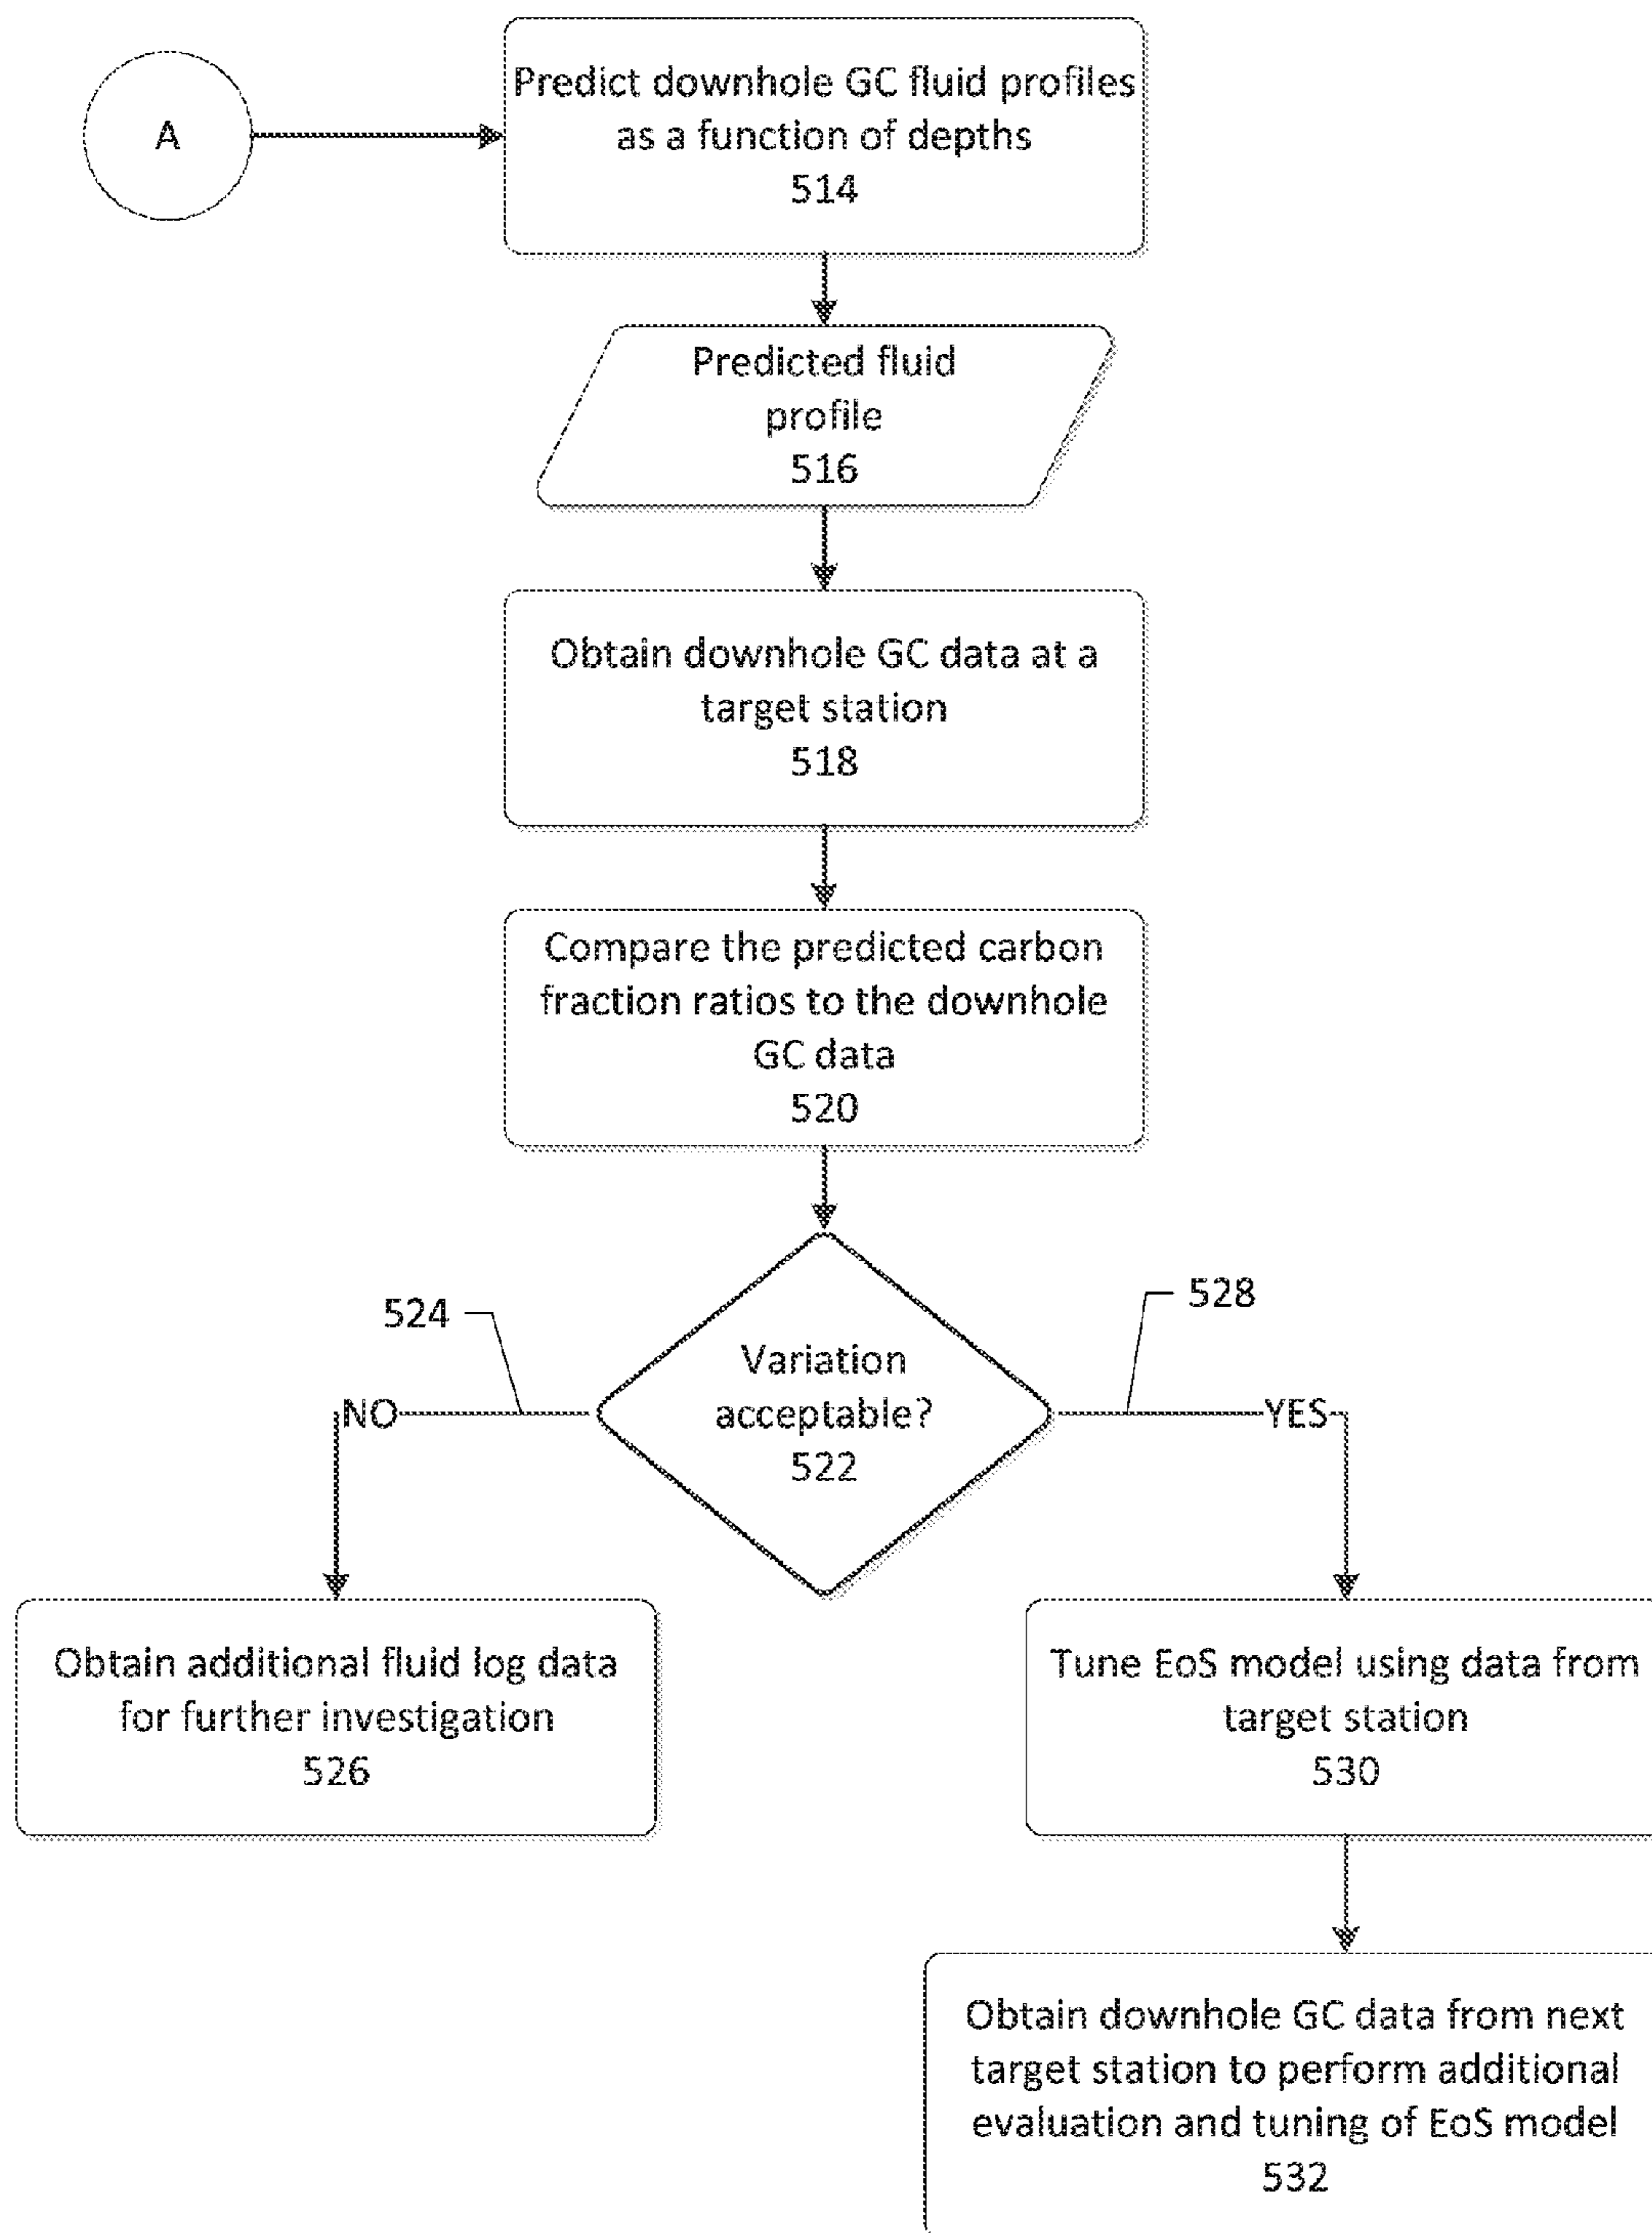 A
Predict downhole GC fluid profiles
as a function of depths
514
Predicted fluid
profile
516
Obtain downhole GC data at a
target station
518
Compare the predicted carbon
fraction ratios to the downhole
GC data
520
524
528
Variation
acceptable?
522
NO
YES
Obtain additional fluid log data
for further investigation
526
Tune EoS model using data from
target station
530
Obtain downhole GC data from next
target station to perform additional
evaluation and tuning of EoS model
532